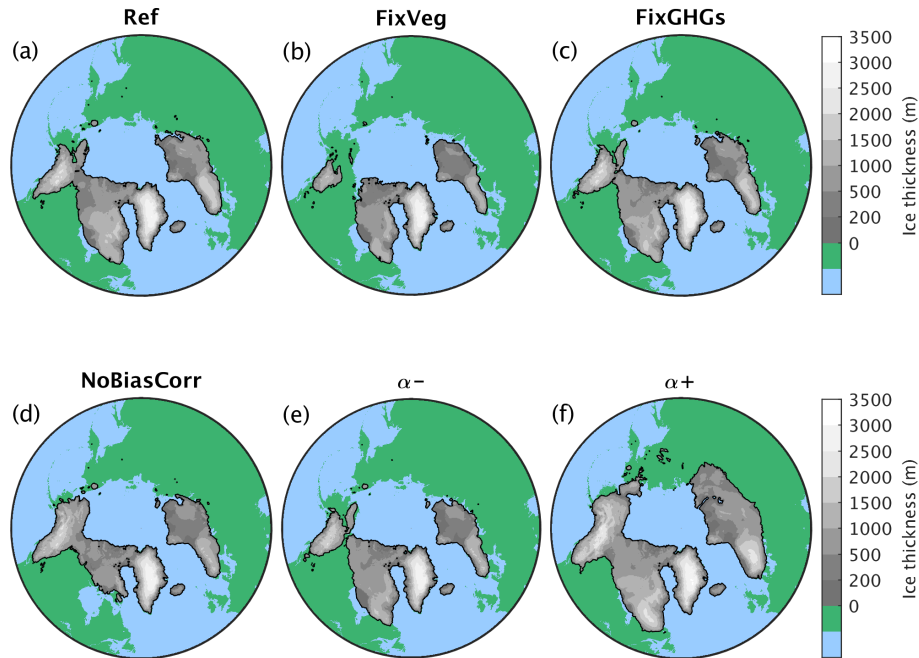 Ref
FixVeg
FixGHGs
(a)
(b)
(c)
3500
3000
2500
2000
1500
1000
500
200
0
Ice thickness (m)
NoBiasCorr
α−
α+
(d)
(e)
(f)
3500
3000
2500
2000
1500
1000
500
200
0
Ice thickness (m)